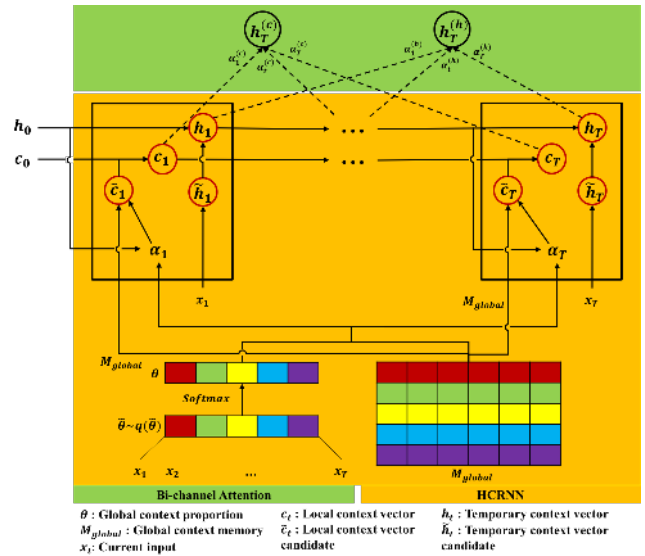 h_T^(c) h_T^(h)
α_1^(c) α_T^(c) α_1^(h) α_T^(h)
h_0 h_1 ... h_T
c_0 c_1 ... c_T
c̃_1 h̃_1 c̃_T h̃_T
α_1 α_T
x_1 M_global x_T
M_global
θ
Softmax
θ̃~q(θ̃)
x_1 x_2 ... x_T
M_global
Bi-channel Attention HCRNN
θ : Global context proportion c_t : Local context vector h_t : Temporary context vector
M_global : Global context memory c̃_t : Local context vector h̃_t : Temporary context vector
x_t: Current input candidate candidate